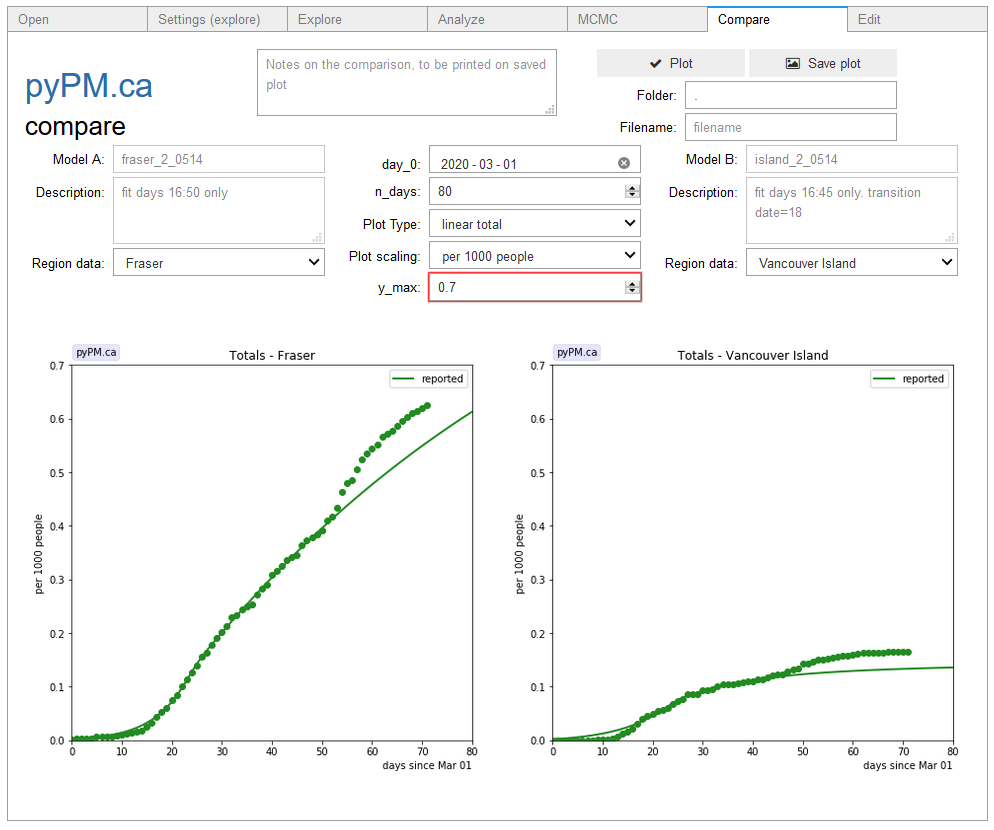 Open
Settings (explore)
Explore
Analyze
MCMC
Compare
Edit
pyPM.ca
compare
Notes on the comparison, to be printed on saved
plot
Plot
Save plot
Folder: .
Filename: filename
Model A: fraser_2_0514
Description: fit days 16:50 only
Region data: Fraser
day_0: 2020 - 03 - 01
n_days: 80
Plot Type: linear total
Plot scaling: per 1000 people
y_max: 0.7
Model B: island_2_0514
Description: fit days 16:45 only. transition
date=18
Region data: Vancouver Island
pyPM.ca
Totals - Fraser
reported
0.7
0.6
0.5
0.4
0.3
0.2
0.1
0.0
per 1000 people
0 10 20 30 40 50 60 70 80
days since Mar 01
pyPM.ca
Totals - Vancouver Island
reported
0.7
0.6
0.5
0.4
0.3
0.2
0.1
0.0
per 1000 people
0 10 20 30 40 50 60 70 80
days since Mar 01